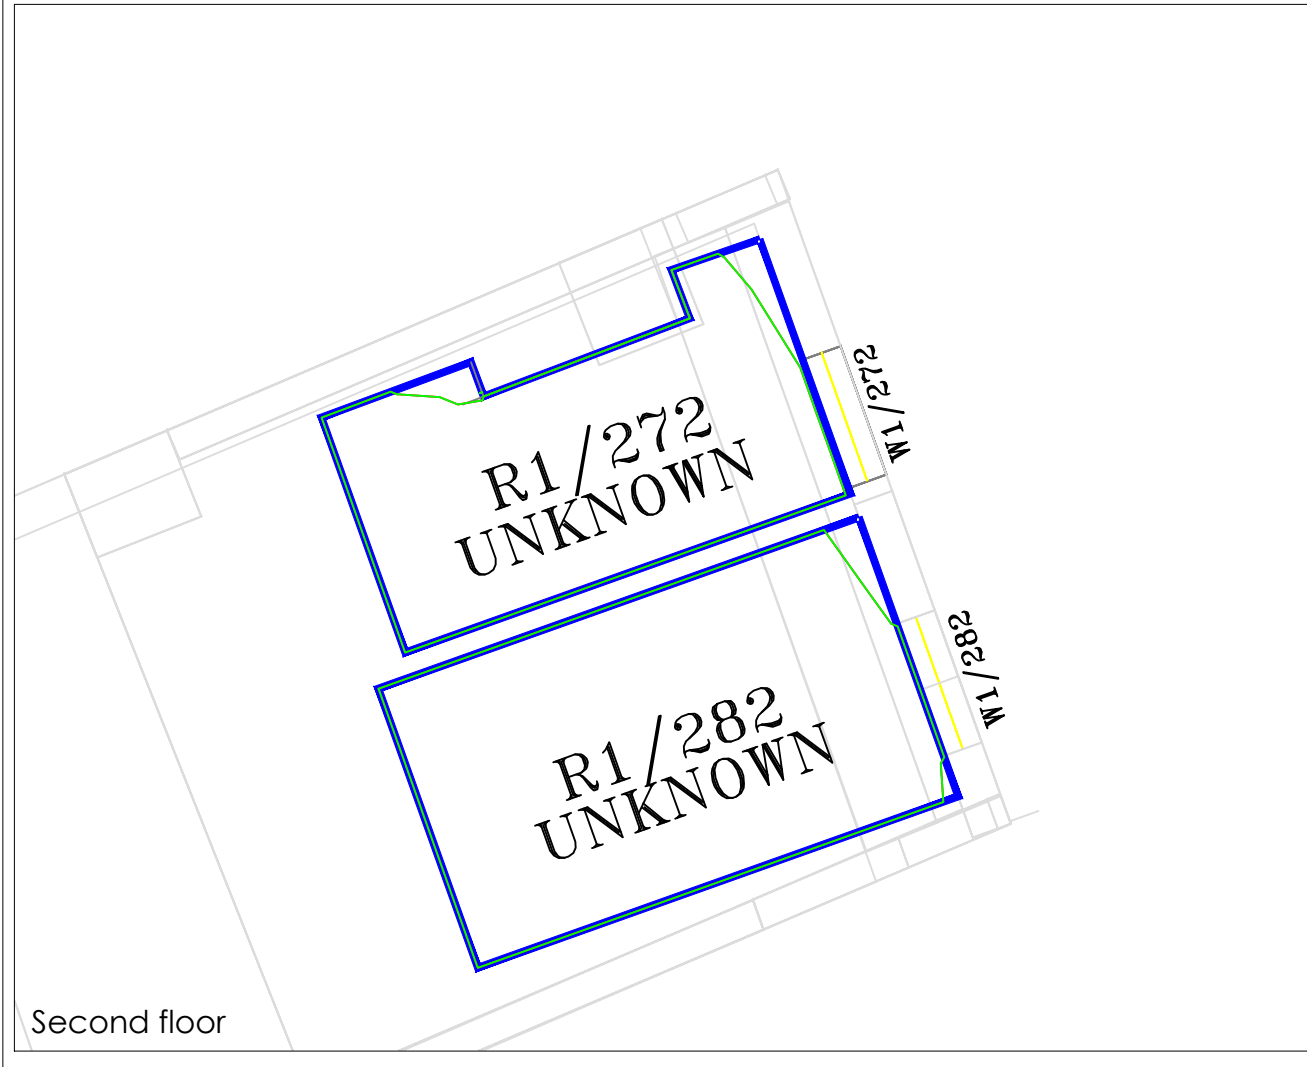 W1/272
R1/272
UNKNOWN
W1/282
R1/282
UNKNOWN
Second floor